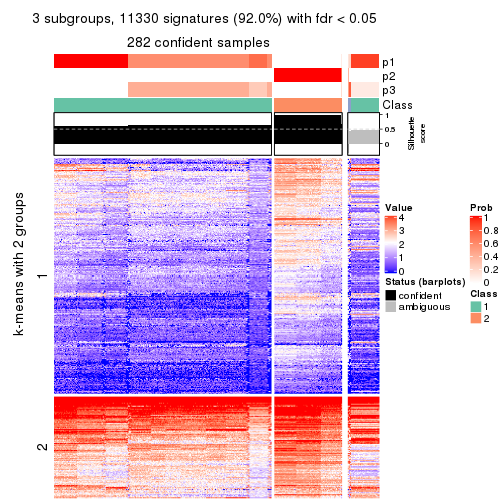 3 subgroups, 11330 signatures (92.0%) with fdr < 0.05
282 confident samples
p1
p2
p3
Class
1
0.5
0
Silhouette
score
k-means with 2 groups
1
2
Value
4
3
2
1
0
Status (barplots)
confident
ambiguous
Prob
1
0.8
0.6
0.4
0.2
0
Class
1
2